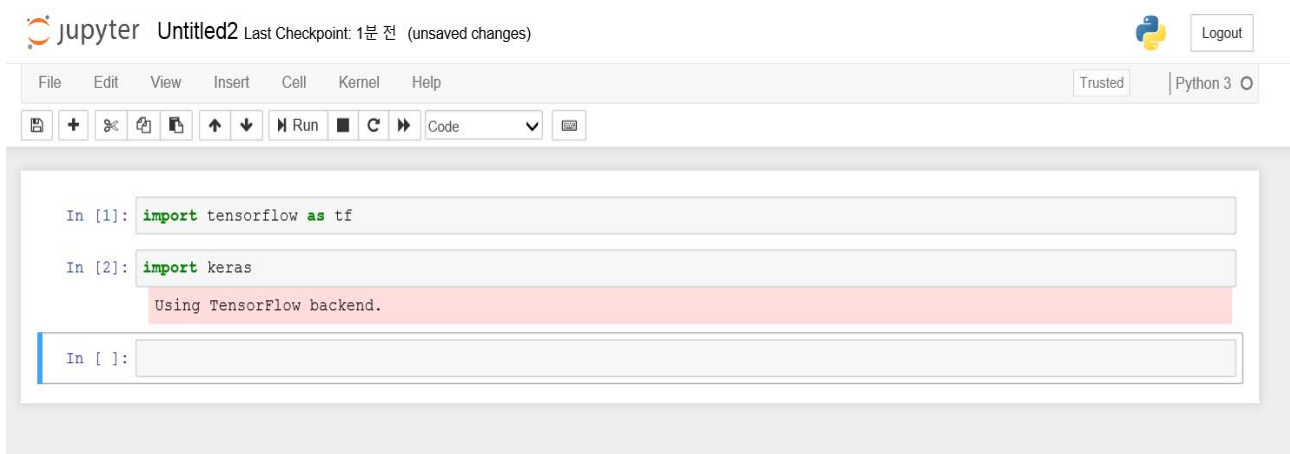 jupyter Untitled2 Last Checkpoint: 1분 전 (unsaved changes) Logout
File Edit View Insert Cell Kernel Help Trusted Python 3
Run Code
In [1]: import tensorflow as tf
In [2]: import keras
Using TensorFlow backend.
In [ ]: